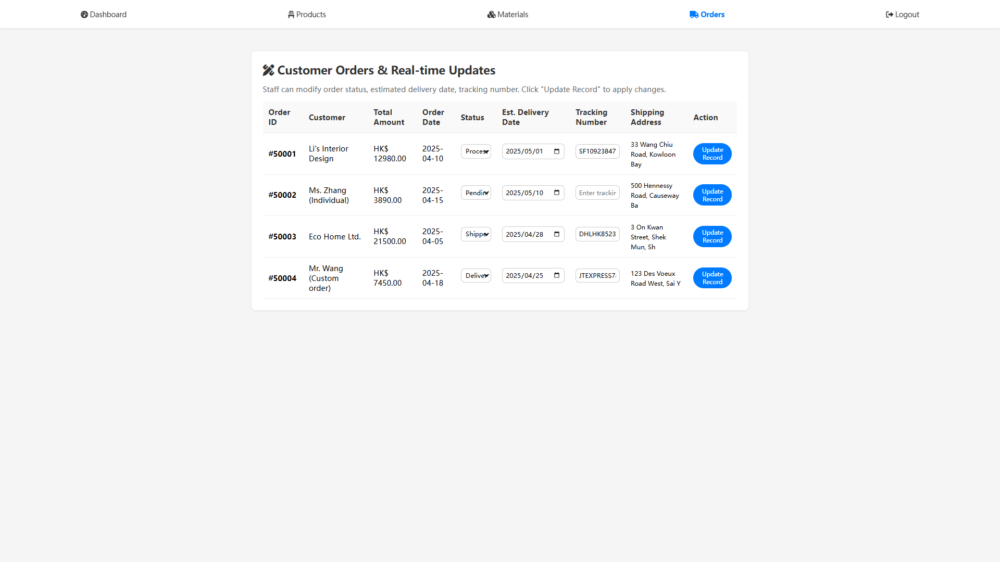 Dashboard
Products
Materials
Orders
Logout
Customer Orders & Real-time Updates
Staff can modify order status, estimated delivery date, tracking number. Click "Update Record" to apply changes.
Order ID
Customer
Total Amount
Order Date
Status
Est. Delivery Date
Tracking Number
Shipping Address
Action
#50001
Li's Interior
Design
HK$
12980.00
2025-
04-10
Proces
2025/05/01
SF10923847
33 Wang Chiu
Road, Kowloon
Bay
Update
Record
#50002
Ms. Zhang
(Individual)
HK$
3890.00
2025-
04-15
Pendin
2025/05/10
Enter trackin
500 Hennessy
Road, Causeway
Ba
Update
Record
#50003
Eco Home Ltd.
HK$
21500.00
2025-
04-05
Shippe
2025/04/28
DHLHK8523
3 On Kwan
Street, Shek
Mun, Sh
Update
Record
#50004
Mr. Wang
(Custom
order)
HK$
7450.00
2025-
04-18
Delive
2025/04/25
JTEXPRESS7
123 Des Voeux
Road West, Sai Y
Update
Record